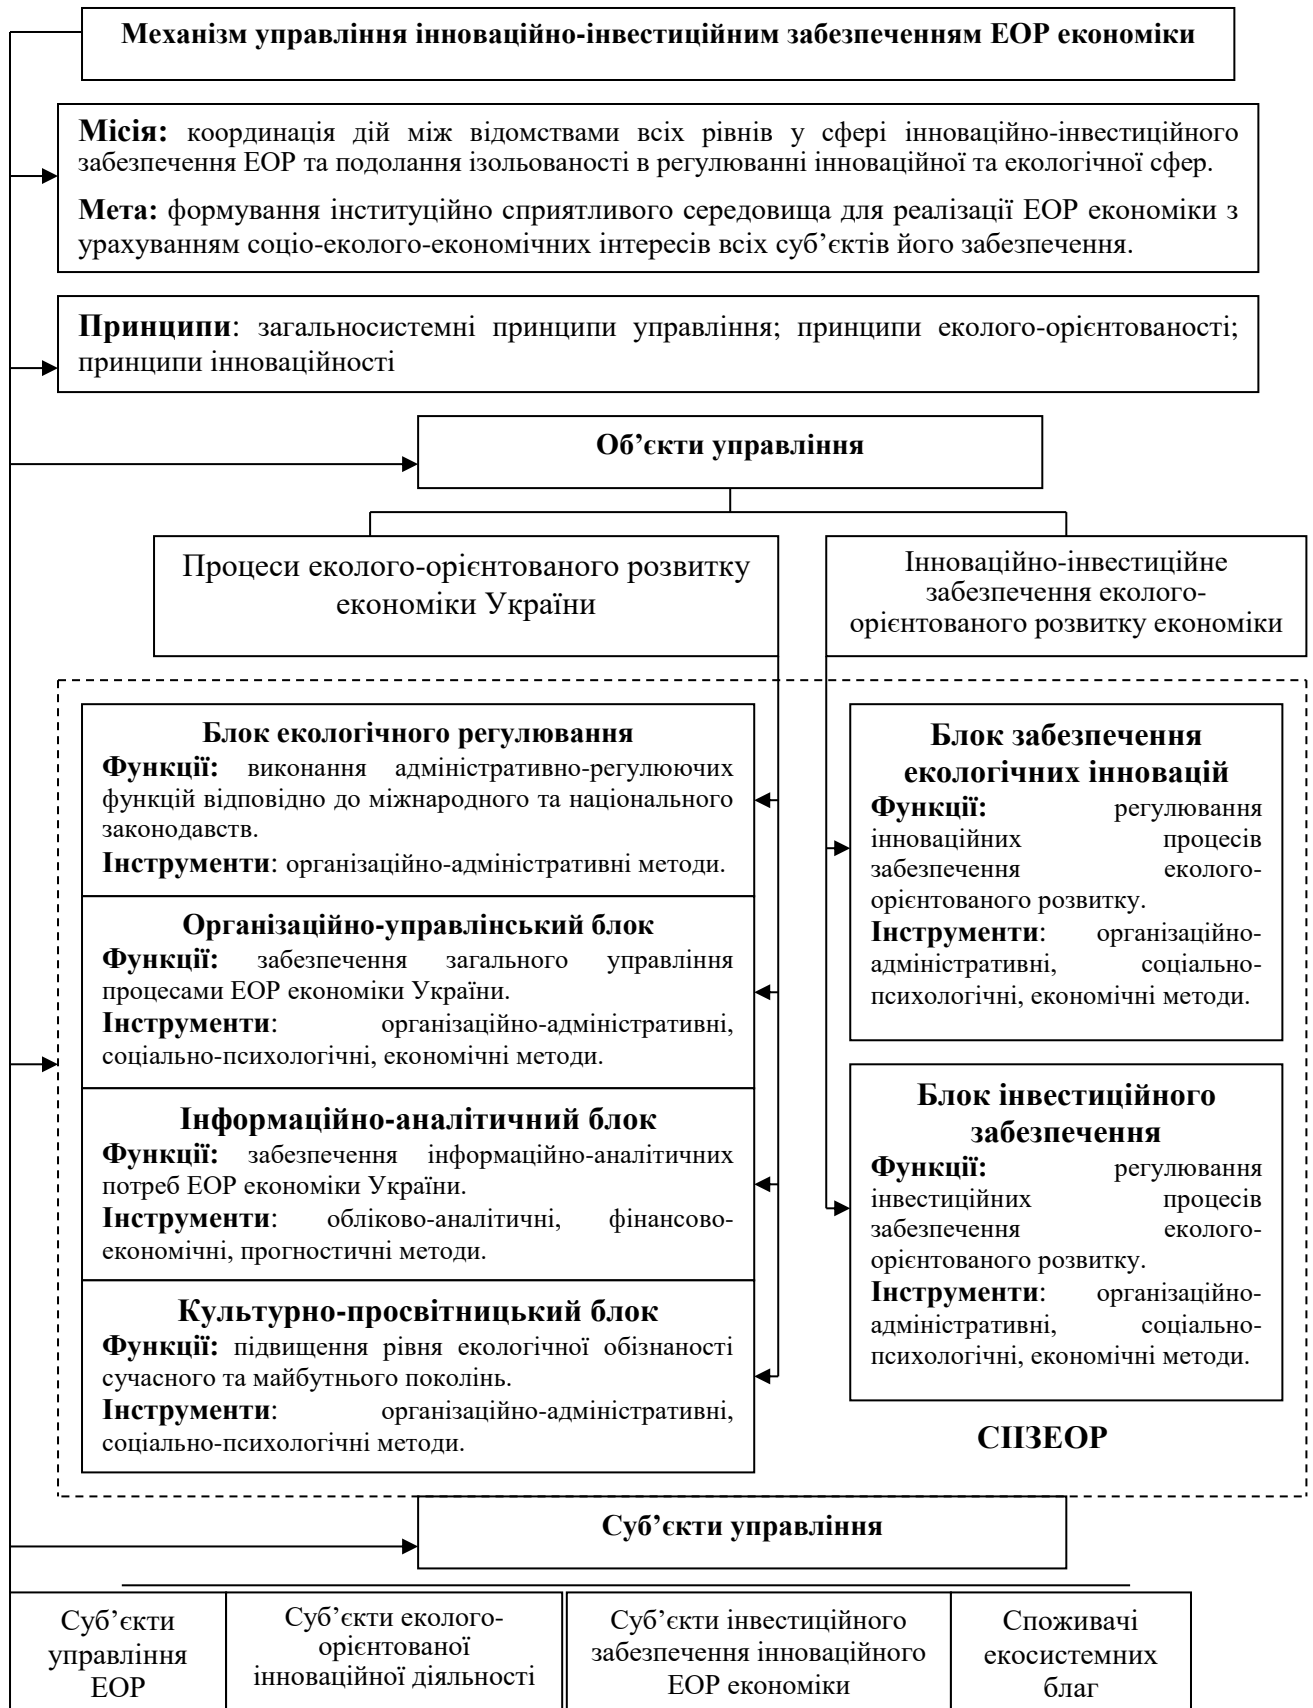 Механізм управління інноваційно-інвестиційним забезпеченням ЕОР економіки
Місія: координація дій між відомствами всіх рівнів у сфері інноваційно-інвестиційного
забезпечення ЕОР та подолання ізольованості в регулюванні інноваційної та екологічної сфер.
Мета: формування інституційно сприятливого середовища для реалізації ЕОР економіки з
урахуванням соціо-еколого-економічних інтересів всіх суб’єктів його забезпечення.
Принципи: загальносистемні принципи управління; принципи еколого-орієнтованості;
принципи інноваційності
Об’єкти управління
Процеси еколого-орієнтованого розвитку
економіки України
Інноваційно-інвестиційне
забезпечення еколого-
орієнтованого розвитку економіки
Блок екологічного регулювання
Функції: виконання адміністративно-регулюючих
функцій відповідно до міжнародного та національного
законодавств.
Інструменти: організаційно-адміністративні методи.
Організаційно-управлінський блок
Функції: забезпечення загального управління
процесами ЕОР економіки України.
Інструменти: організаційно-адміністративні,
соціально-психологічні, економічні методи.
Інформаційно-аналітичний блок
Функції: забезпечення інформаційно-аналітичних
потреб ЕОР економіки України.
Інструменти: обліково-аналітичні, фінансово-
економічні, прогностичні методи.
Культурно-просвітницький блок
Функції: підвищення рівня екологічної обізнаності
сучасного та майбутнього поколінь.
Інструменти: організаційно-адміністративні,
соціально-психологічні методи.
Блок забезпечення
екологічних інновацій
Функції: регулювання
інноваційних процесів
забезпечення еколого-
орієнтованого розвитку.
Інструменти: організаційно-
адміністративні, соціально-
психологічні, економічні методи.
Блок інвестиційного
забезпечення
Функції: регулювання
інвестиційних процесів
забезпечення еколого-
орієнтованого розвитку.
Інструменти: організаційно-
адміністративні, соціально-
психологічні, економічні методи.
СІІЗЕОР
Суб’єкти управління
Суб’єкти
управління
ЕОР
Суб’єкти еколого-
орієнтованої
інноваційної діяльності
Суб’єкти інвестиційного
забезпечення інноваційного
ЕОР економіки
Споживачі
екосистемних
благ